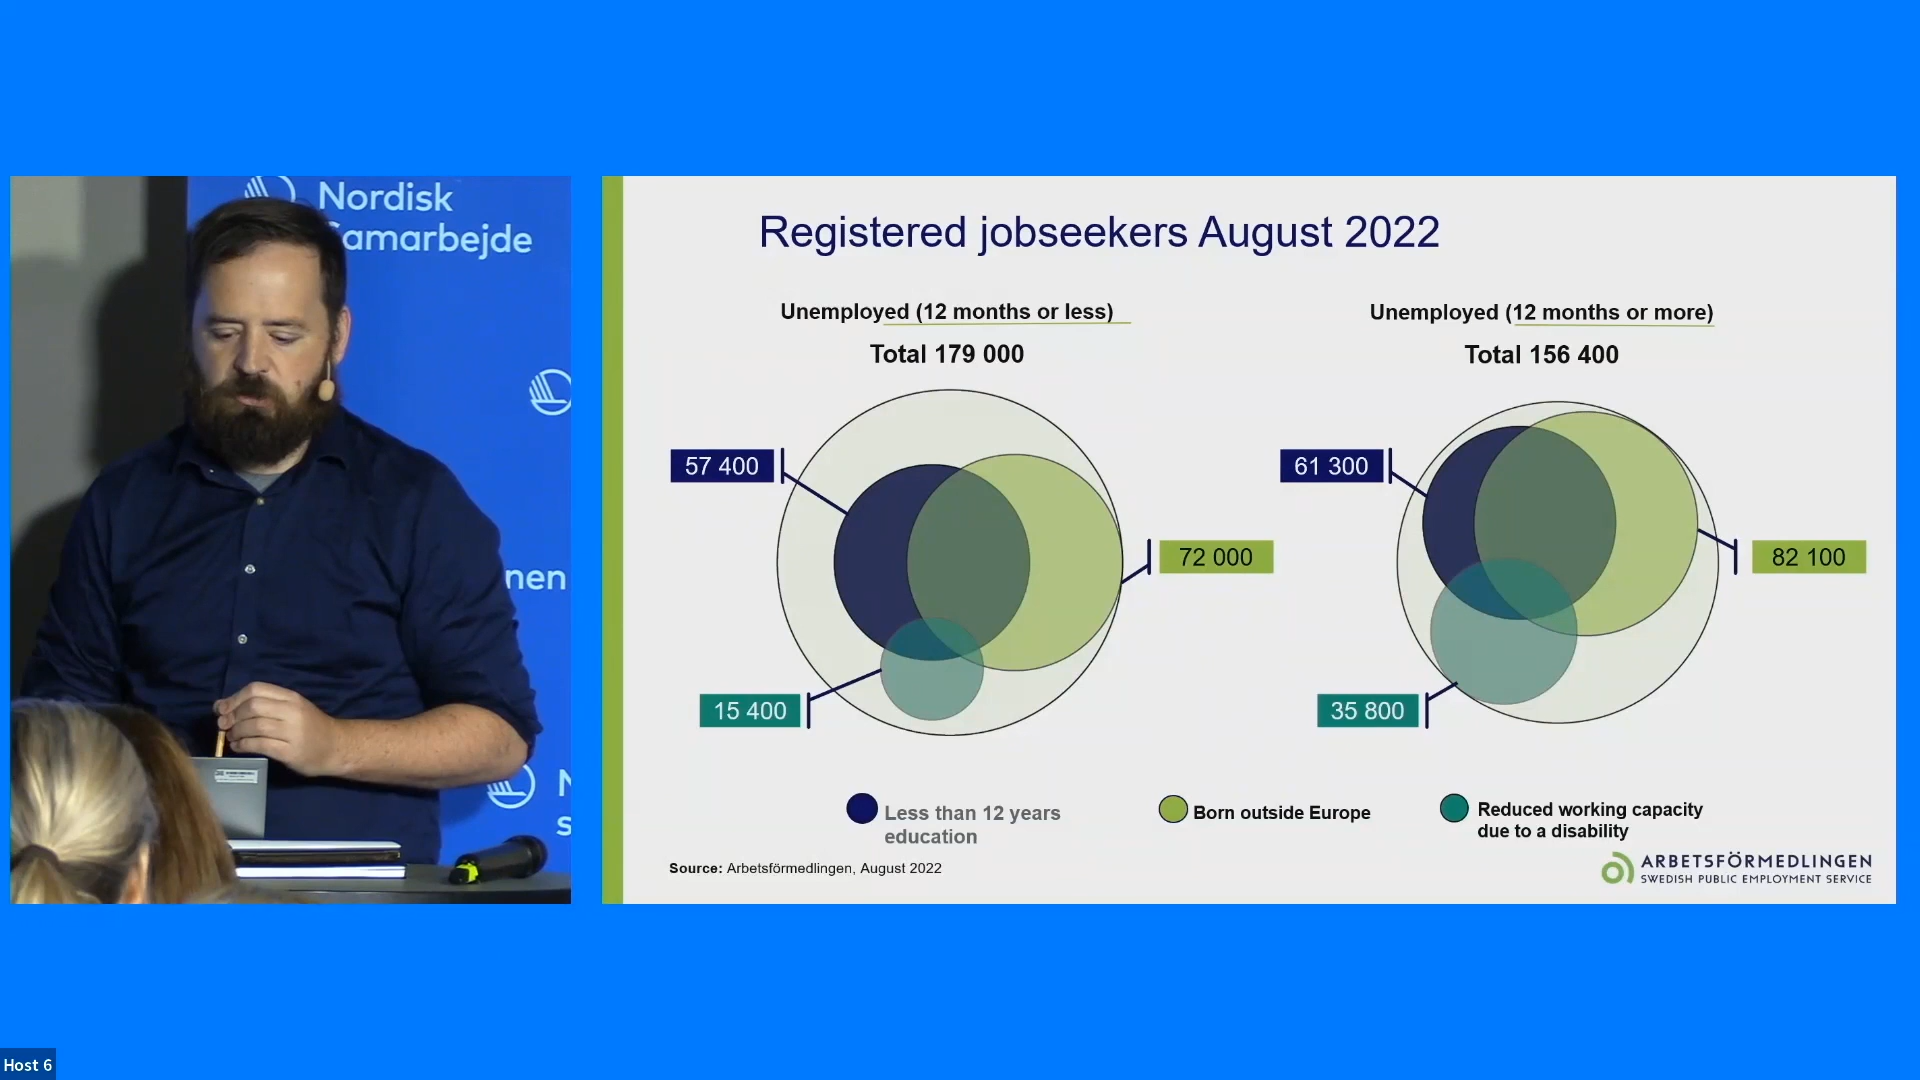 Nordisk
Samarbejde
nen
N
s
Registered jobseekers August 2022
Unemployed (12 months or less)
Total 179 000
57 400
72 000
15 400
Unemployed (12 months or more)
Total 156 400
61 300
82 100
35 800
Less than 12 years
education
Born outside Europe
Reduced working capacity
due to a disability
Source: Arbetsförmedlingen, August 2022
ARBETSFÖRMEDLINGEN
SWEDISH PUBLIC EMPLOYMENT SERVICE
Host 6